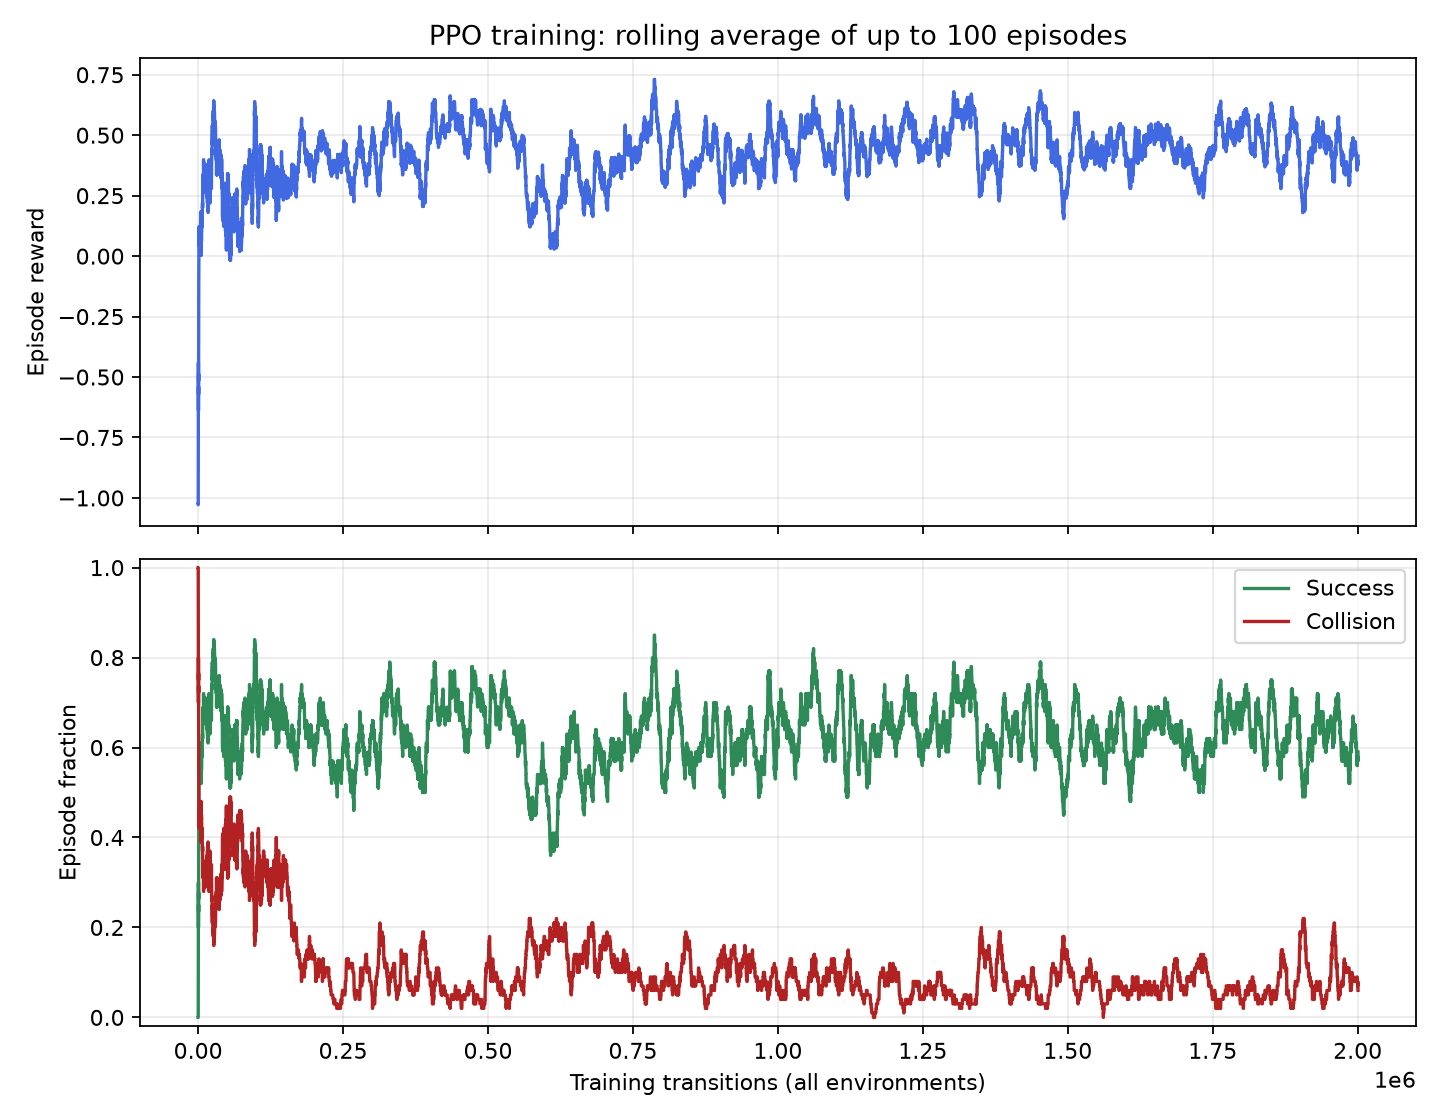 PPO training: rolling average of up to 100 episodes
0.75
0.50
0.25
0.00
−0.25
−0.50
−0.75
−1.00
Episode reward
1.0
0.8
0.6
0.4
0.2
0.0
Episode fraction
Success
Collision
0.00 0.25 0.50 0.75 1.00 1.25 1.50 1.75 2.00
Training transitions (all environments)
1e6